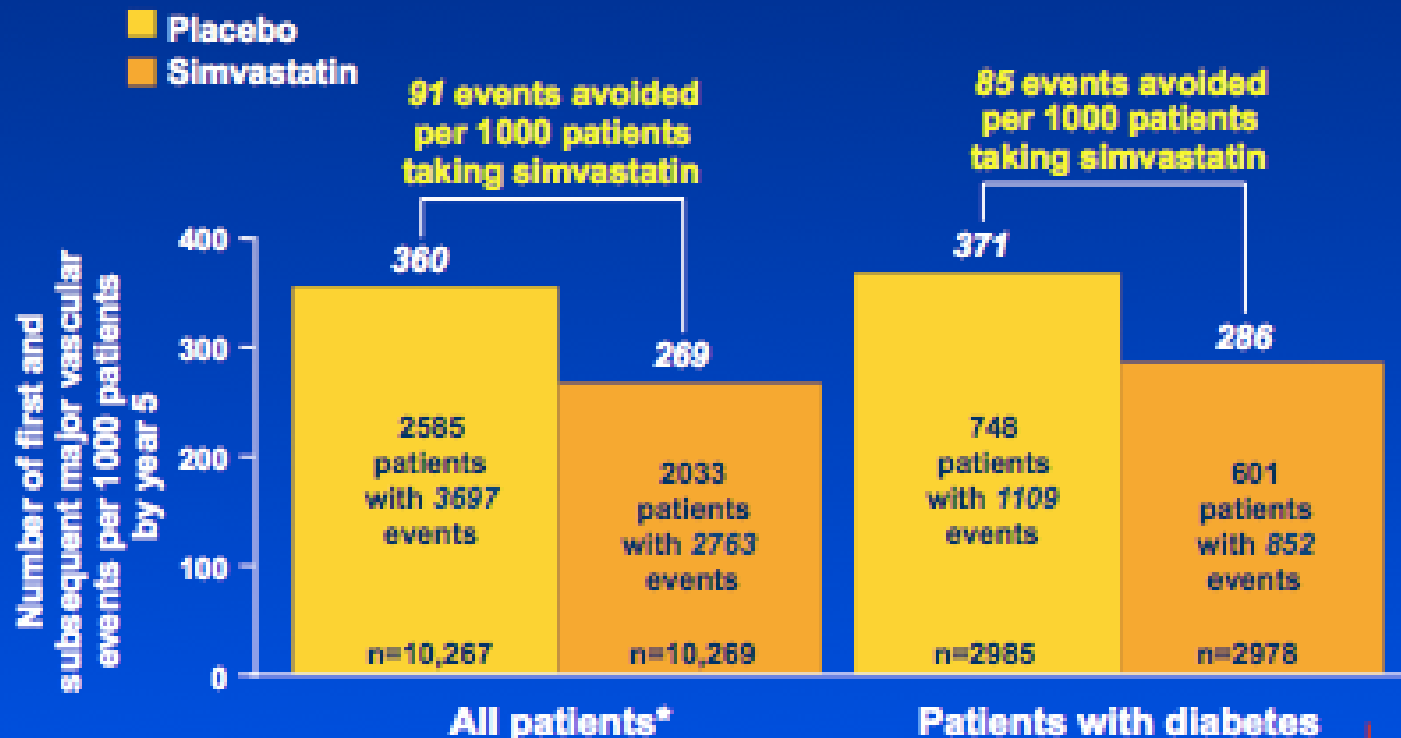 Placebo
Simvastatin
91 events avoided
per 1000 patients
taking simvastatin
85 events avoided
per 1000 patients
taking simvastatin
Number of first and
subsequent major vascular
events per 1000 patients
by year 5
400
300
200
100
0
360
269
371
286
2585
patients
with 3697
events
n=10,267
2033
patients
with 2763
events
n=10,269
748
patients
with 1109
events
n=2985
601
patients
with 852
events
n=2978
All patients*
Patients with diabetes